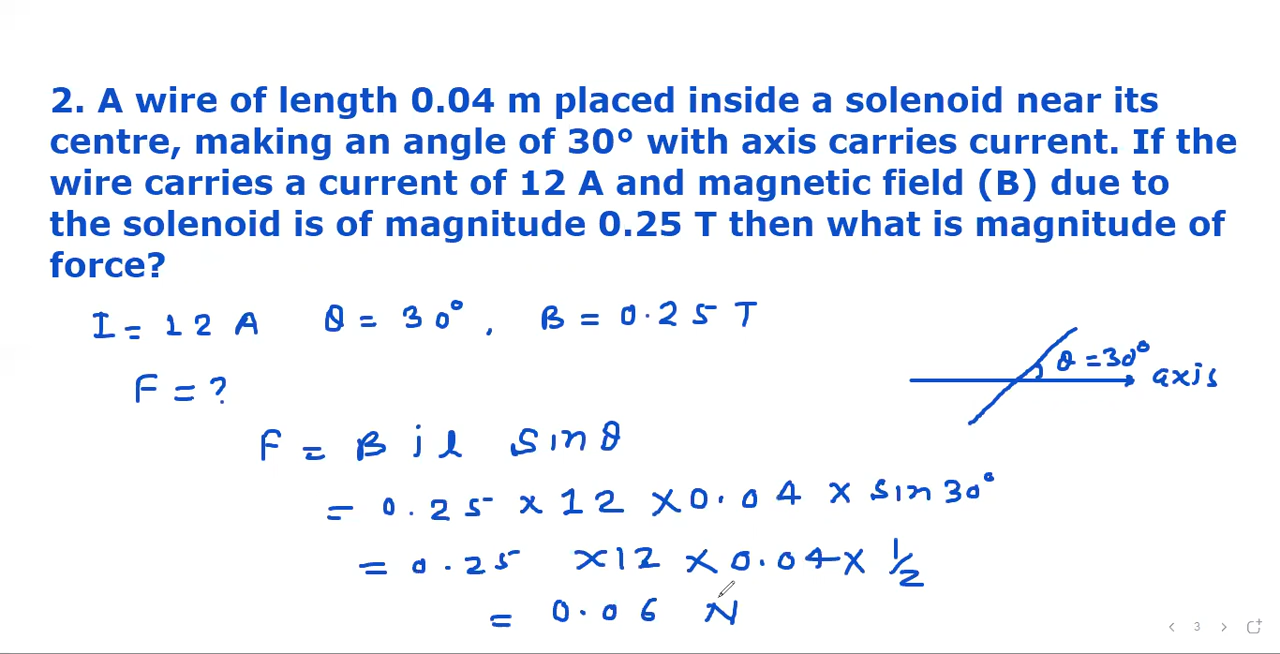 2. A wire of length 0.04 m placed inside a solenoid near its
centre, making an angle of 30° with axis carries current. If the
wire carries a current of 12 A and magnetic field (B) due to
the solenoid is of magnitude 0.25 T then what is magnitude of
force?
I = 12 A θ = 30° , B = 0.25 T
θ = 30°
axis
F = ?
F = B i l sinθ
= 0.25 × 12 × 0.04 × sin30°
= 0.25 × 12 × 0.04 × 1/2
= 0.06 N
< 3 >